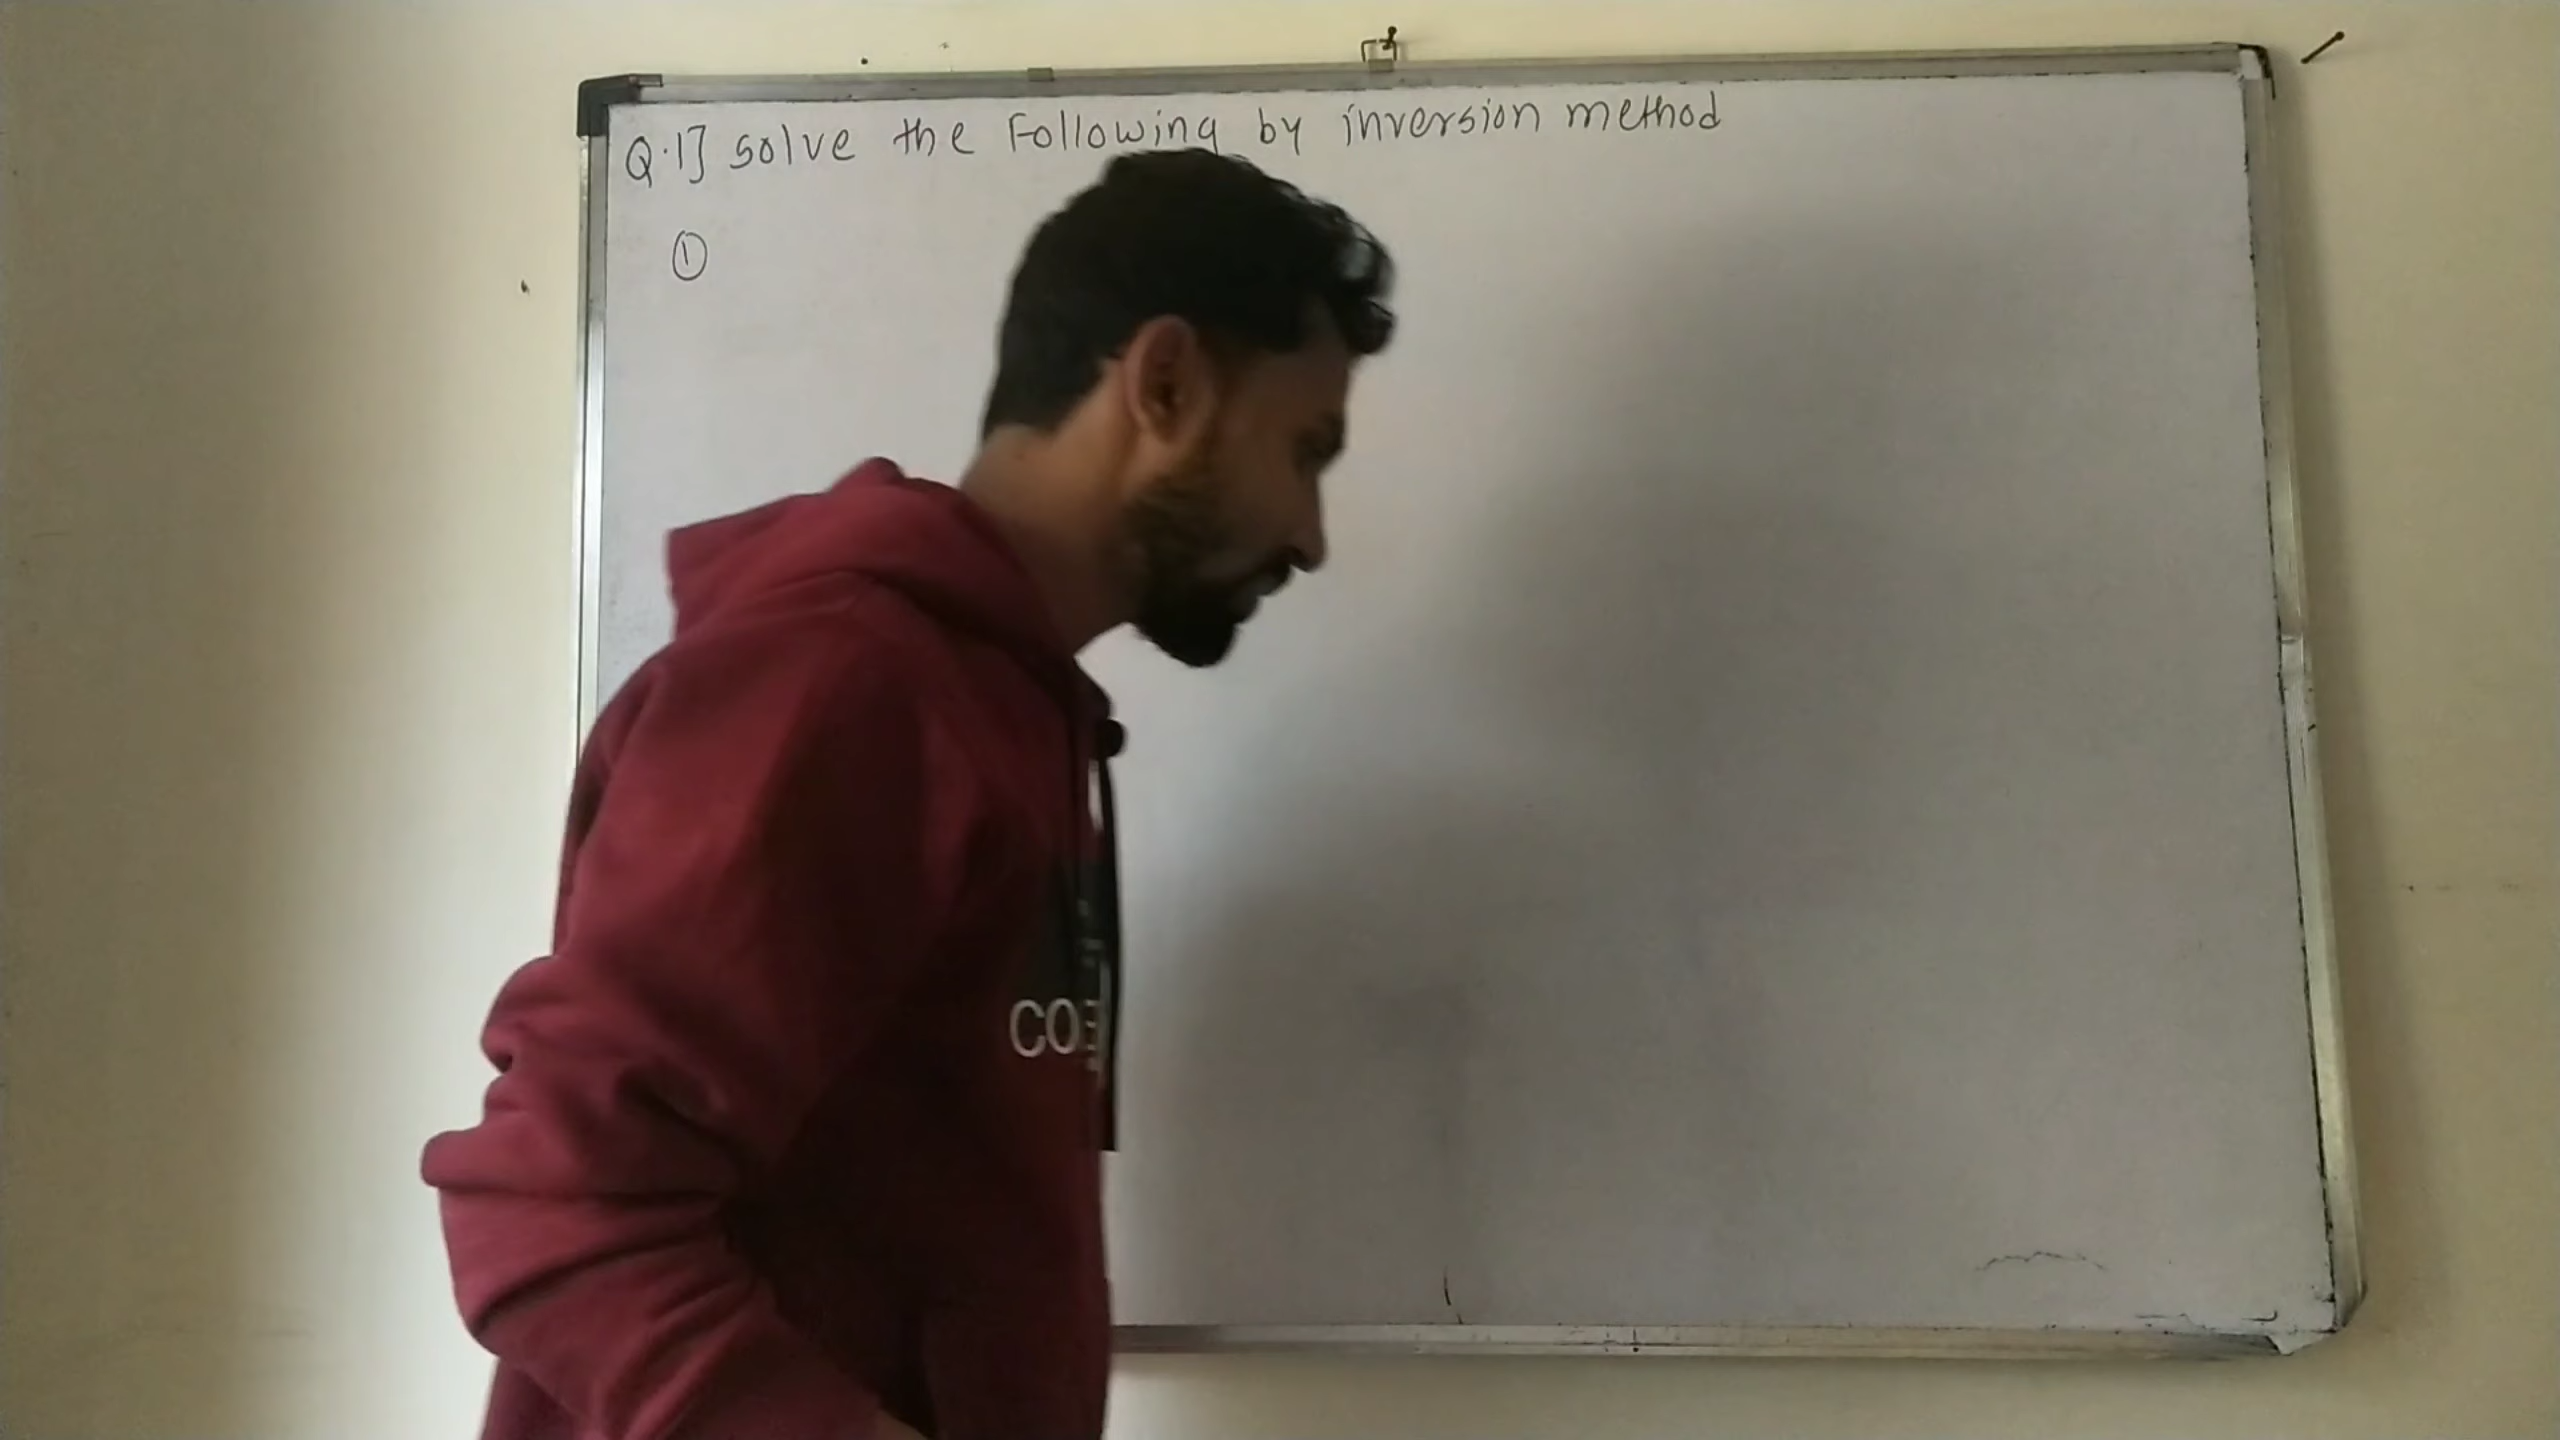 Q.1] solve the Following by inversion method
①